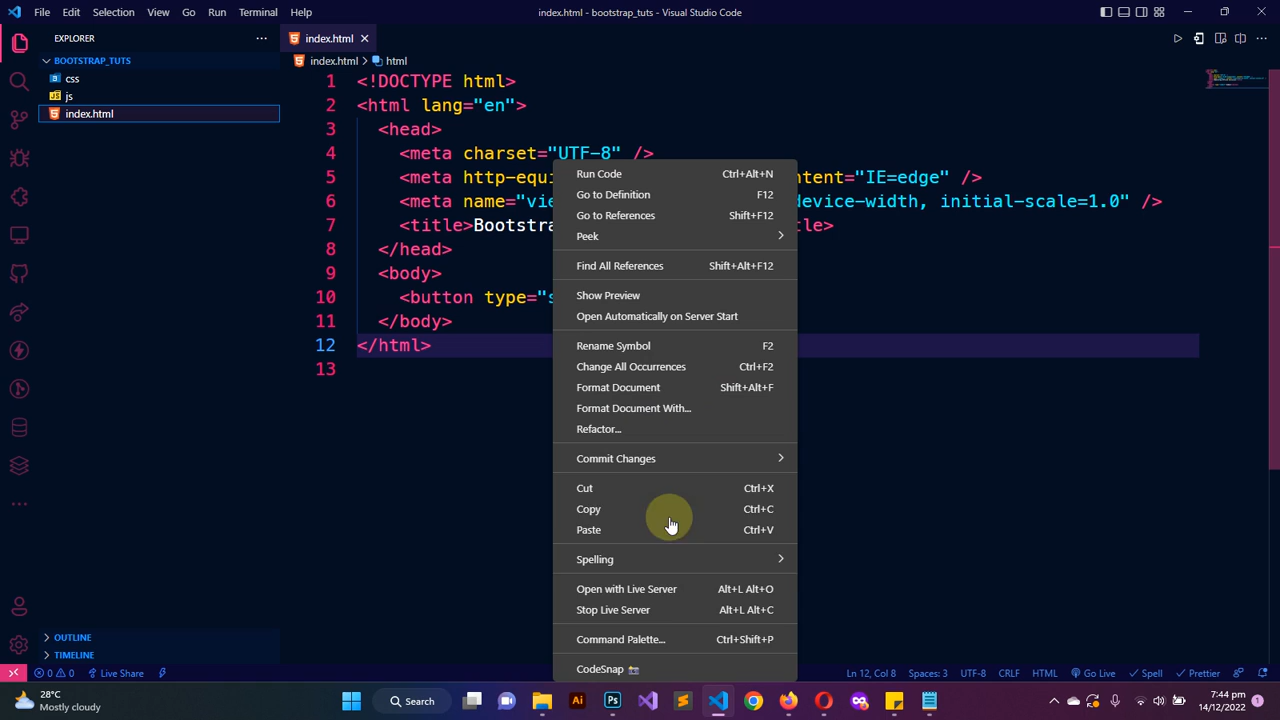 File Edit Selection View Go Run Terminal Help index.html - bootstrap_tuts - Visual Studio Code
EXPLORER
index.html
BOOTSTRAP_TUTS
index.html > html
css
js
index.html
1 <!DOCTYPE html>
2 <html lang="en">
3 <head>
4 <meta charset="UTF-8" />
5 <meta http-equi ntent="IE=edge" />
6 <meta name="vie device-width, initial-scale=1.0" />
7 <title>Bootstra tle>
8 </head>
9 <body>
10 <button type="s
11 </body>
12 </html>
13
Run Code Ctrl+Alt+N
Go to Definition F12
Go to References Shift+F12
Peek
Find All References Shift+Alt+F12
Show Preview
Open Automatically on Server Start
Rename Symbol F2
Change All Occurrences Ctrl+F2
Format Document Shift+Alt+F
Format Document With...
Refactor...
Commit Changes
Cut Ctrl+X
Copy Ctrl+C
Paste Ctrl+V
Spelling
Open with Live Server Alt+L Alt+O
Stop Live Server Alt+L Alt+C
Command Palette... Ctrl+Shift+P
CodeSnap
OUTLINE
TIMELINE
0 0 Live Share Ln 12, Col 8 Spaces: 3 UTF-8 CRLF HTML Go Live Spell Prettier
28°C
Mostly cloudy
Search
Ai
Ps
7:44 pm
14/12/2022
1